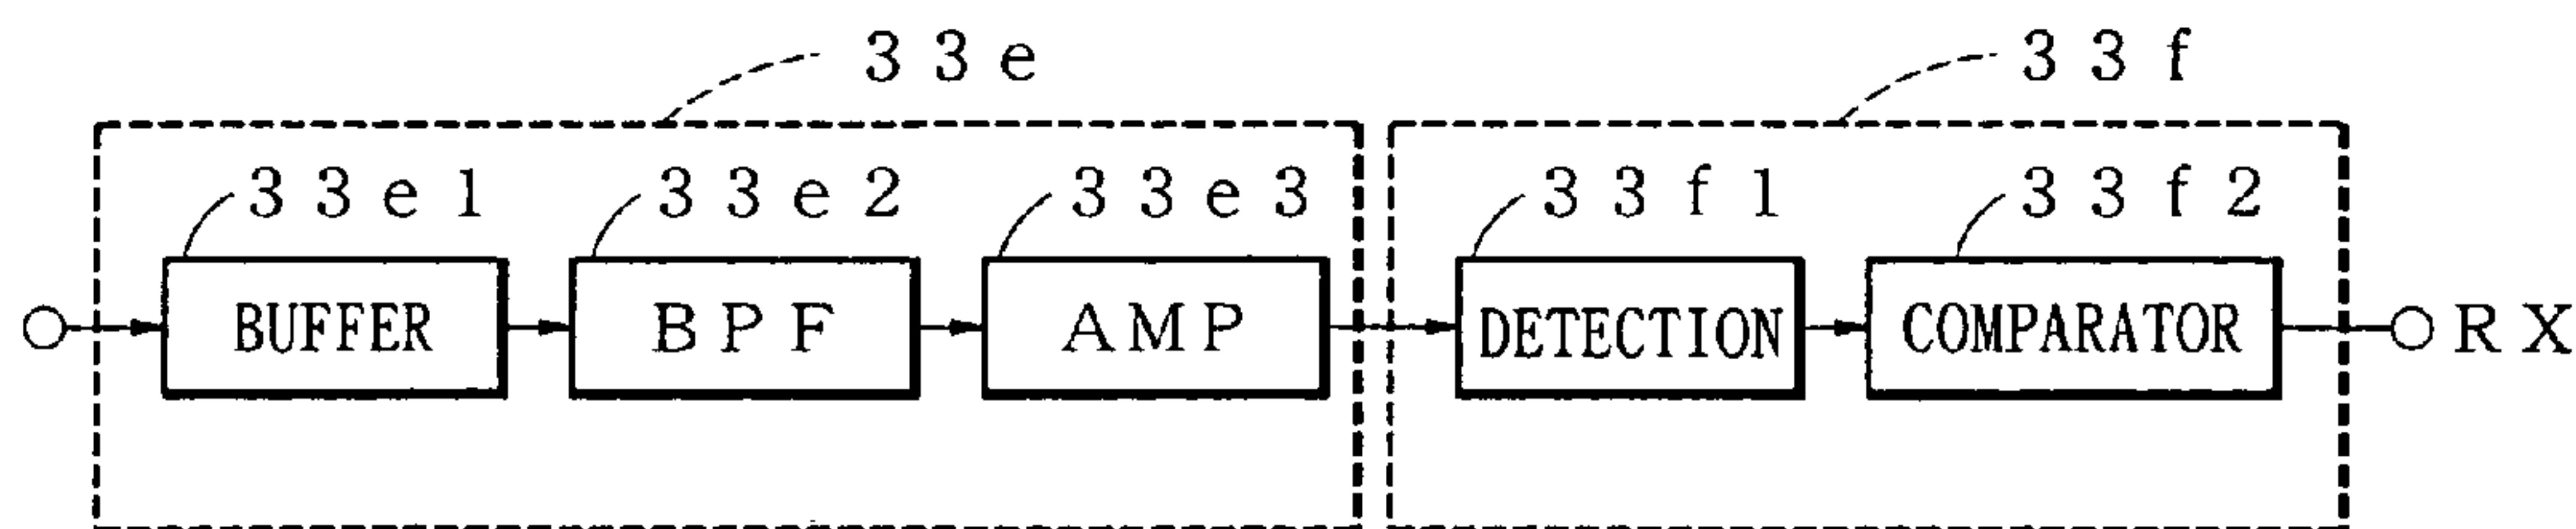 33e 33f
33e1 33e2 33e3 33f1 33f2
BUFFER BPF AMP DETECTION COMPARATOR RX